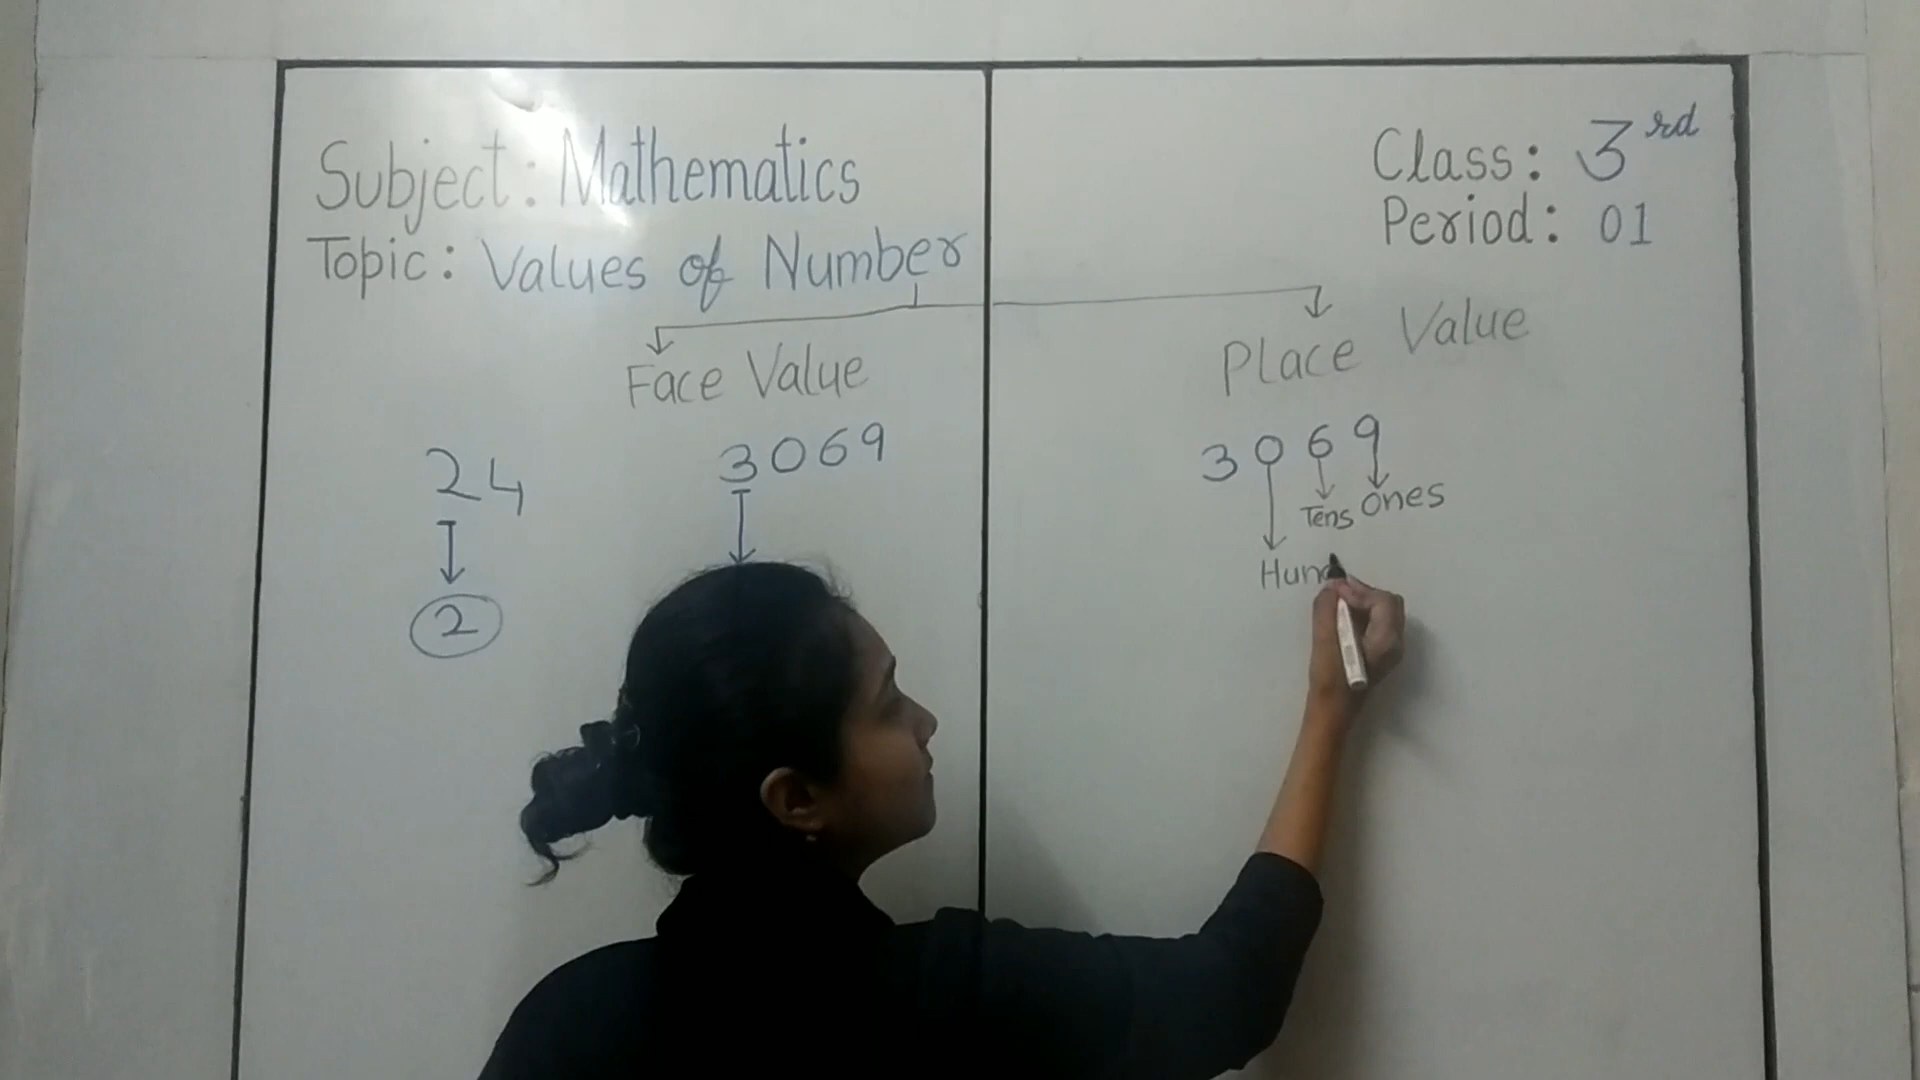 Subject: Mathematics
Class: 3rd
Topic: Values of Number
Period: 01
Face Value
Place Value
24
3069
3069
Tens Ones
2